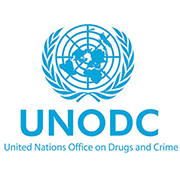 UNODC
United Nations Office on Drugs and Crime